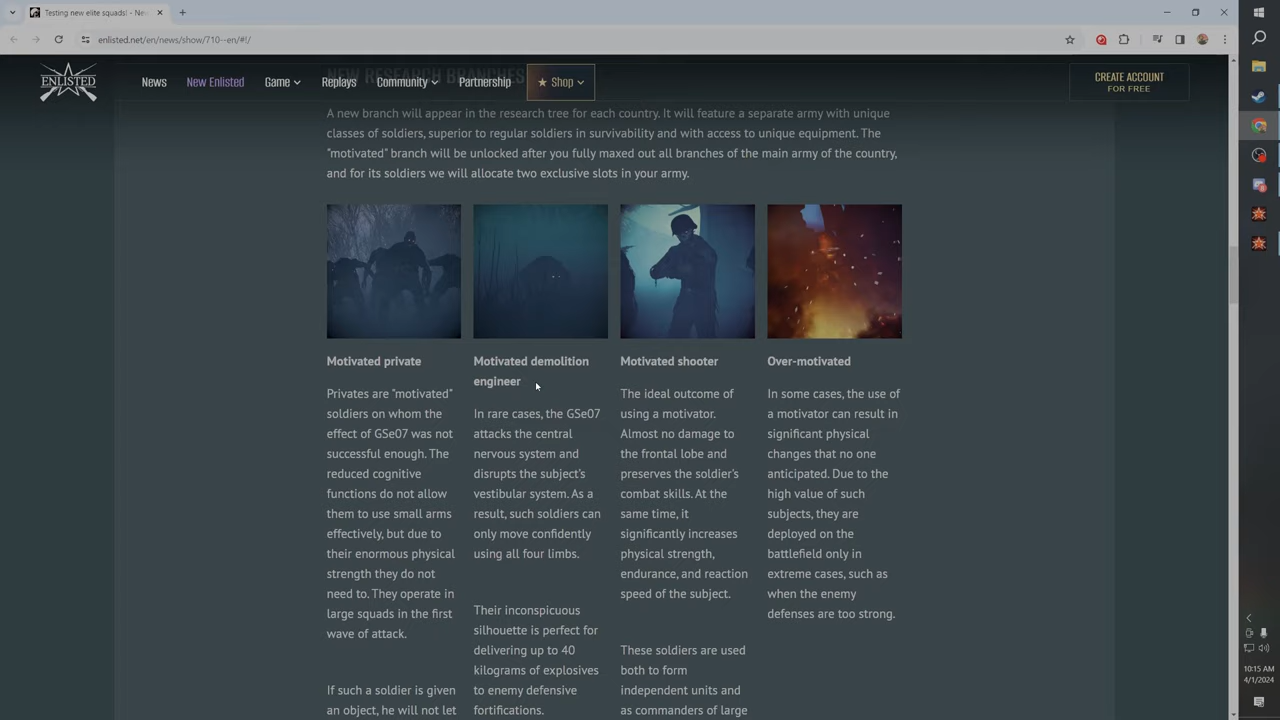 Testing new elite squads! - Ne
enlisted.net/en/news/show/710--en/#!/
ENLISTED
News
New Enlisted
Game
Replays
Community
Partnership
Shop
CREATE ACCOUNT
FOR FREE
NEW RESEARCH BRANCHES
A new branch will appear in the research tree for each country. It will feature a separate army with unique
classes of soldiers, superior to regular soldiers in survivability and with access to unique equipment. The
"motivated" branch will be unlocked after you fully maxed out all branches of the main army of the country,
and for its soldiers we will allocate two exclusive slots in your army.
Motivated private
Privates are "motivated"
soldiers on whom the
effect of GSe07 was not
successful enough. The
reduced cognitive
functions do not allow
them to use small arms
effectively, but due to
their enormous physical
strength they do not
need to. They operate in
large squads in the first
wave of attack.
If such a soldier is given
an object, he will not let
Motivated demolition
engineer
In rare cases, the GSe07
attacks the central
nervous system and
disrupts the subject's
vestibular system. As a
result, such soldiers can
only move confidently
using all four limbs.
Their inconspicuous
silhouette is perfect for
delivering up to 40
kilograms of explosives
to enemy defensive
fortifications.
Motivated shooter
The ideal outcome of
using a motivator.
Almost no damage to
the frontal lobe and
preserves the soldier's
combat skills. At the
same time, it
significantly increases
physical strength,
endurance, and reaction
speed of the subject.
These soldiers are used
both to form
independent units and
as commanders of large
Over-motivated
In some cases, the use of
a motivator can result in
significant physical
changes that no one
anticipated. Due to the
high value of such
subjects, they are
deployed on the
battlefield only in
extreme cases, such as
when the enemy
defenses are too strong.
10:15 AM
4/1/2024